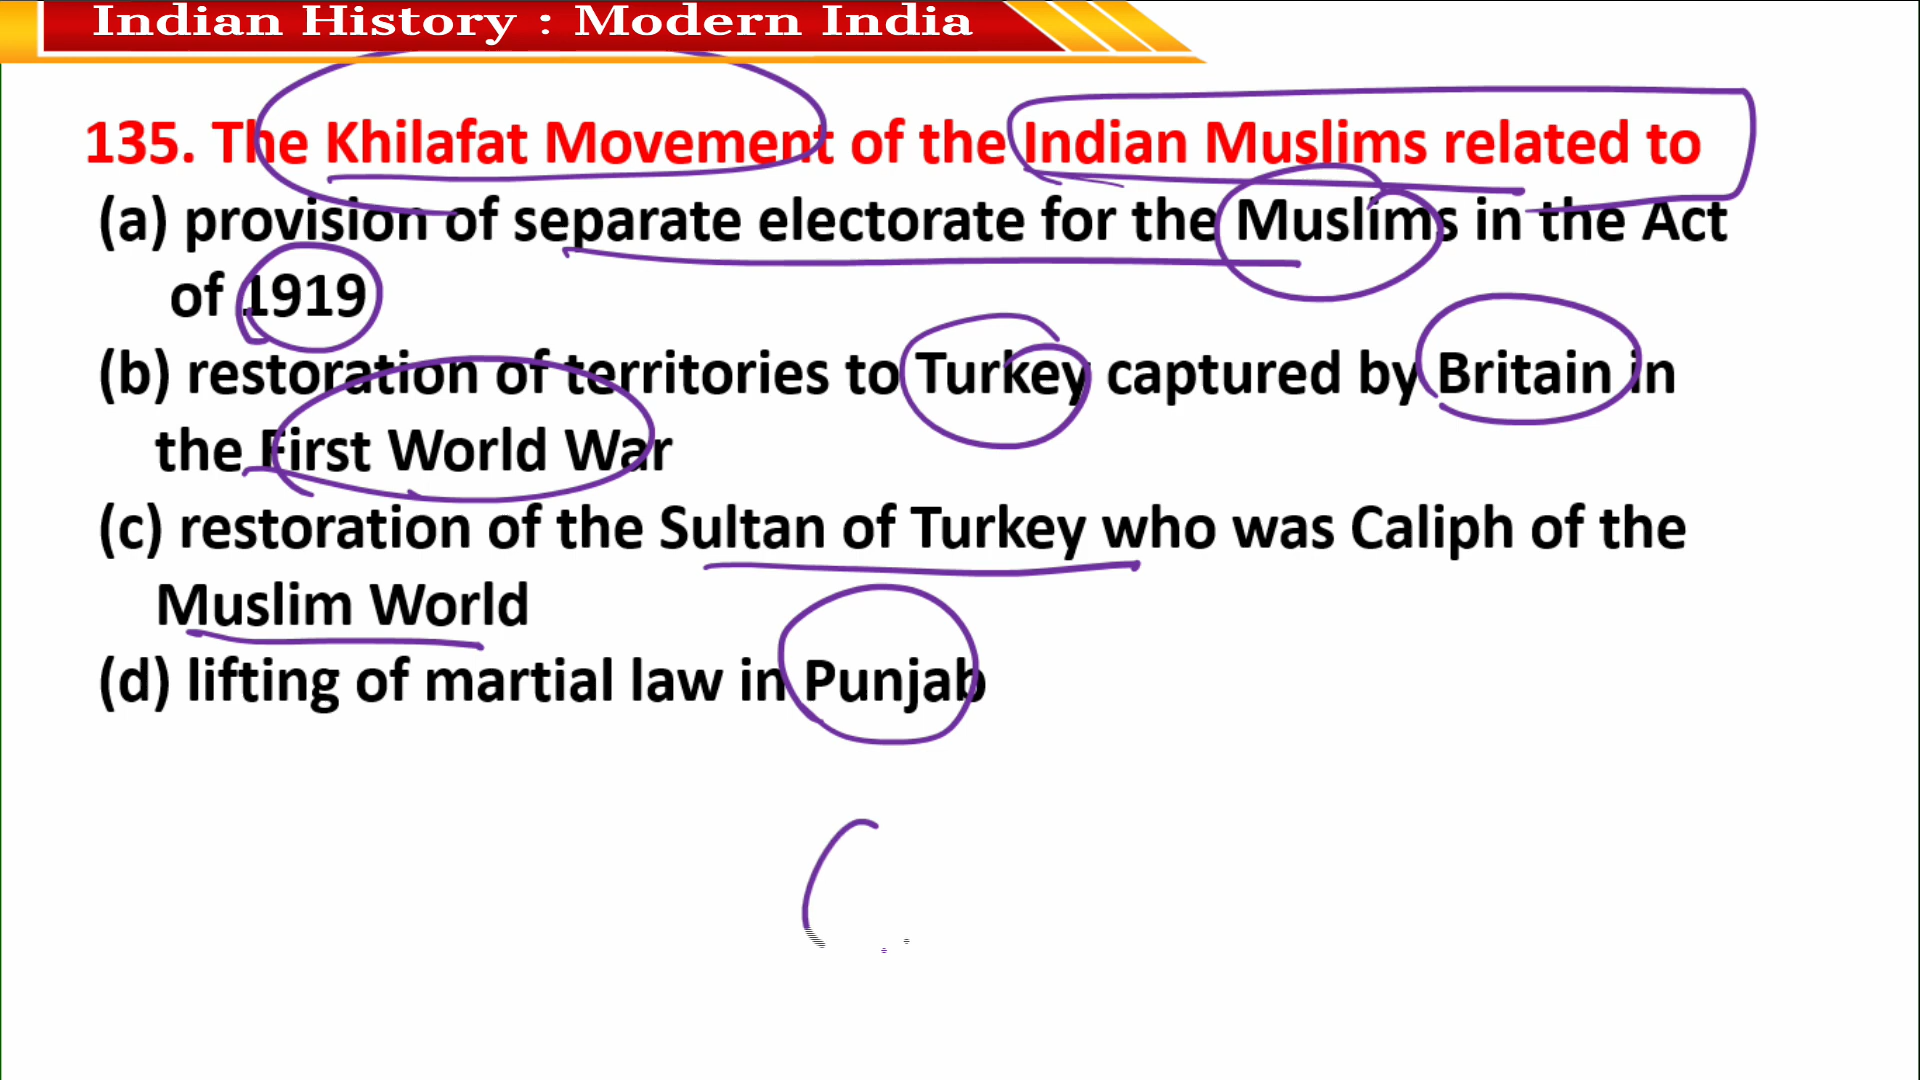 Indian History : Modern India
135. The Khilafat Movement of the Indian Muslims related to
(a) provision of separate electorate for the Muslims in the Act
of 1919
(b) restoration of territories to Turkey captured by Britain in
the First World War
(c) restoration of the Sultan of Turkey who was Caliph of the
Muslim World
(d) lifting of martial law in Punjab